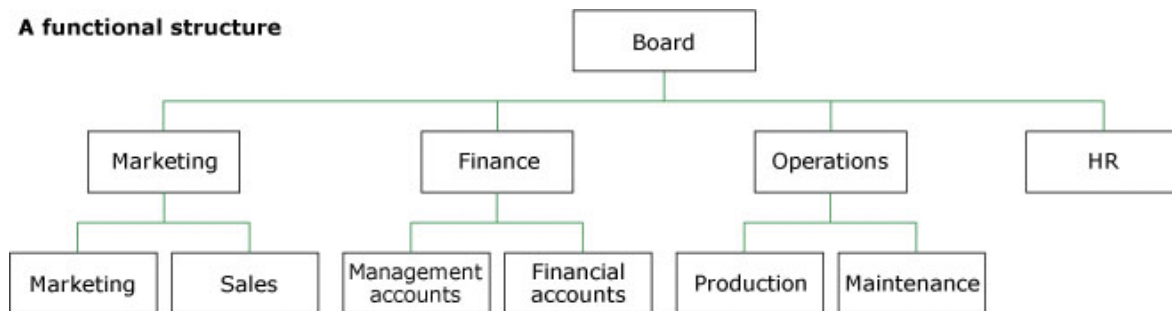 A functional structure
Board
Marketing
Finance
Operations
HR
Marketing
Sales
Management
accounts
Financial
accounts
Production
Maintenance